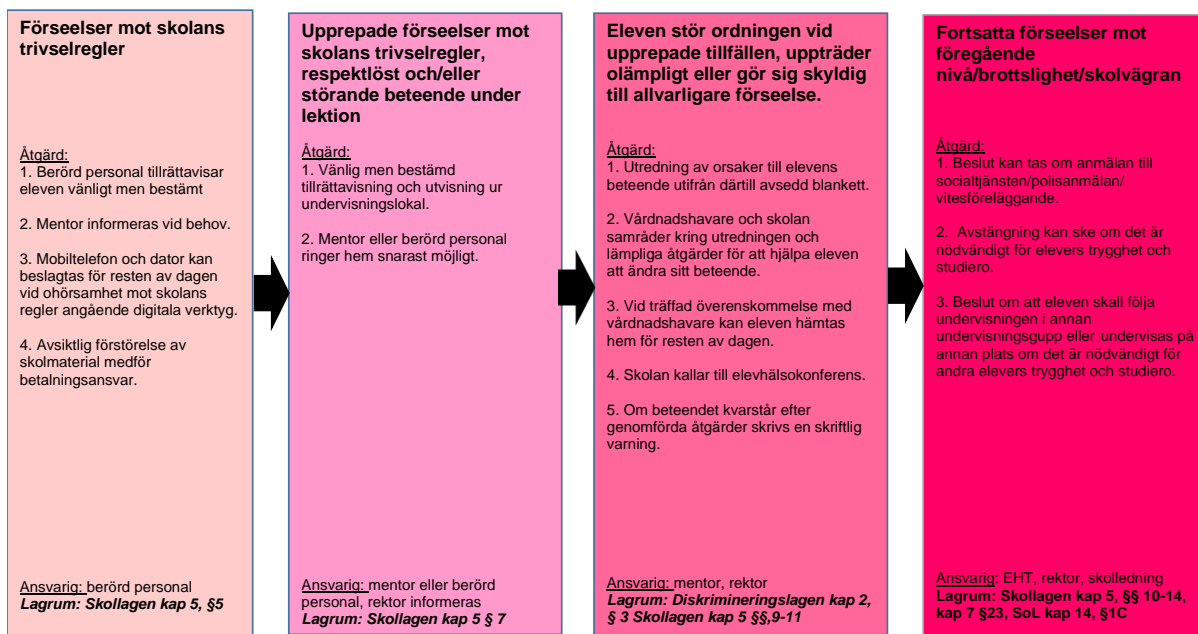 Förseelser mot skolans
trivselregler
Åtgärd:
1. Berörd personal tillrättavisar
eleven vänligt men bestämt
2. Mentor informeras vid behov.
3. Mobiltelefon och dator kan
beslagtas för resten av dagen
vid ohörsamhet mot skolans
regler angående digitala verktyg.
4. Avsiktlig förstörelse av
skolmaterial medför
betalningsansvar.
Ansvarig: berörd personal
Lagrum: Skollagen kap 5, §5
Upprepade förseelser mot
skolans trivselregler,
respektlöst och/eller
störande beteende under
lektion
Åtgärd:
1. Vänlig men bestämd
tillrättavisning och utvisning ur
undervisningslokal.
2. Mentor eller berörd personal
ringer hem snarast möjligt.
Ansvarig: mentor eller berörd
personal, rektor informeras
Lagrum: Skollagen kap 5 § 7
Eleven stör ordningen vid
upprepade tillfällen, uppträder
olämpligt eller gör sig skyldig
till allvarligare förseelse.
Åtgärd:
1. Utredning av orsaker till elevens
beteende utifrån därtill avsedd blankett.
2. Vårdnadshavare och skolan
samråder kring utredningen och
lämpliga åtgärder för att hjälpa eleven
att ändra sitt beteende.
3. Vid träffad överenskommelse med
vårdnadshavare kan eleven hämtas
hem för resten av dagen.
4. Skolan kallar till elevhälsokonferens.
5. Om beteendet kvarstår efter
genomförda åtgärder skrivs en skriftlig
varning.
Ansvarig: mentor, rektor
Lagrum: Diskrimineringslagen kap 2,
§ 3 Skollagen kap 5 §§,9-11
Fortsatta förseelser mot
föregående
nivå/brottslighet/skolvägran
Åtgärd:
1. Beslut kan tas om anmälan till
socialtjänsten/polisanmälan/
vitesföreläggande.
2. Avstängning kan ske om det är
nödvändigt för elevers trygghet och
studiero.
3. Beslut om att eleven skall följa
undervisningen i annan
undervisningsgupp eller undervisas på
annan plats om det är nödvändigt för
andra elevers trygghet och studiero.
Ansvarig: EHT, rektor, skolledning
Lagrum: Skollagen kap 5, §§ 10-14,
kap 7 §23, SoL kap 14, §1C